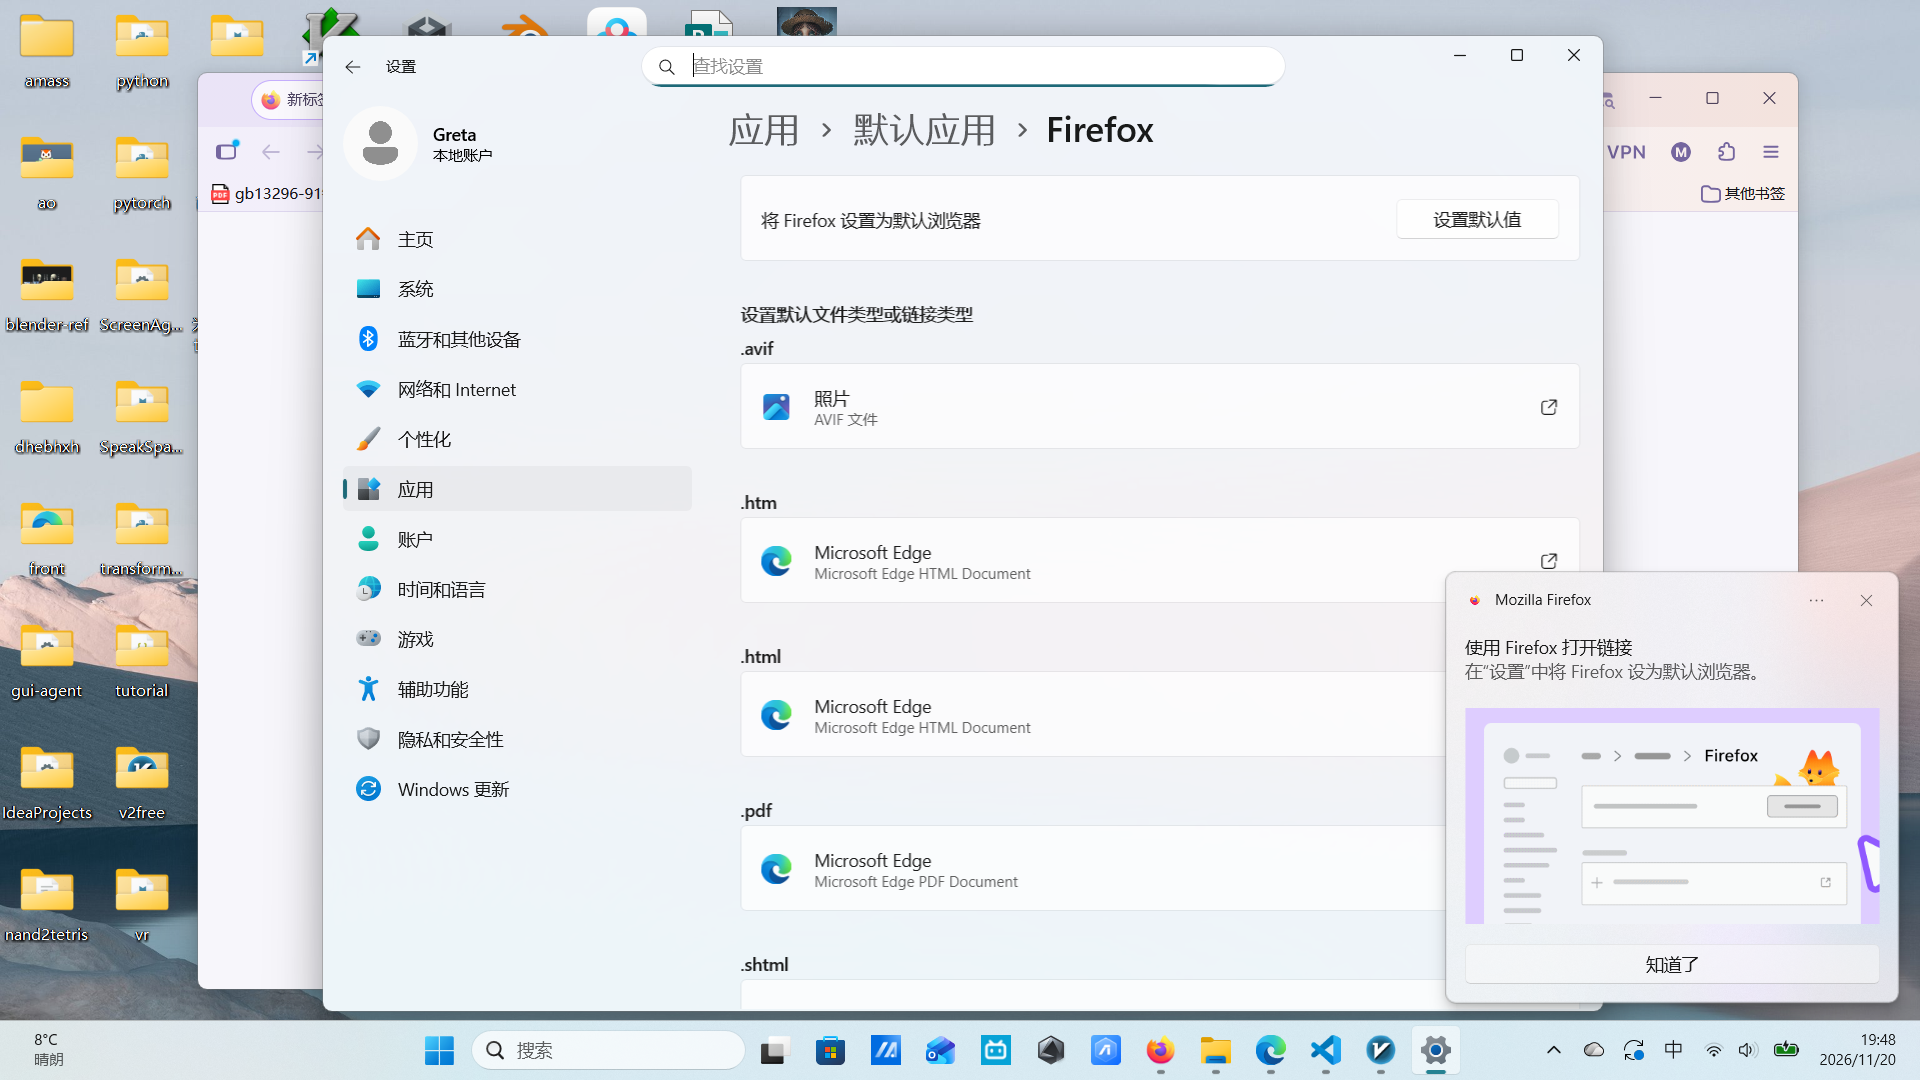 amass
python
ao
pytorch
blender-ref
ScreenAg...
dhebhxh
SpeakSpa...
front
transform...
gui-agent
tutorial
IdeaProjects
v2free
nand2tetris
vr
新标签
gb13296-91
VPN
M
其他书签
设置
查找设置
Greta
本地账户
主页
系统
蓝牙和其他设备
网络和 Internet
个性化
应用
账户
时间和语言
游戏
辅助功能
隐私和安全性
Windows 更新
应用 › 默认应用 › Firefox
将 Firefox 设置为默认浏览器
设置默认值
设置默认文件类型或链接类型
.avif
照片
AVIF 文件
.htm
Microsoft Edge
Microsoft Edge HTML Document
.html
Microsoft Edge
Microsoft Edge HTML Document
.pdf
Microsoft Edge
Microsoft Edge PDF Document
.shtml
Mozilla Firefox
使用 Firefox 打开链接
在“设置”中将 Firefox 设为默认浏览器。
Firefox
知道了
8°C
晴朗
搜索
中
19:48
2026/11/20